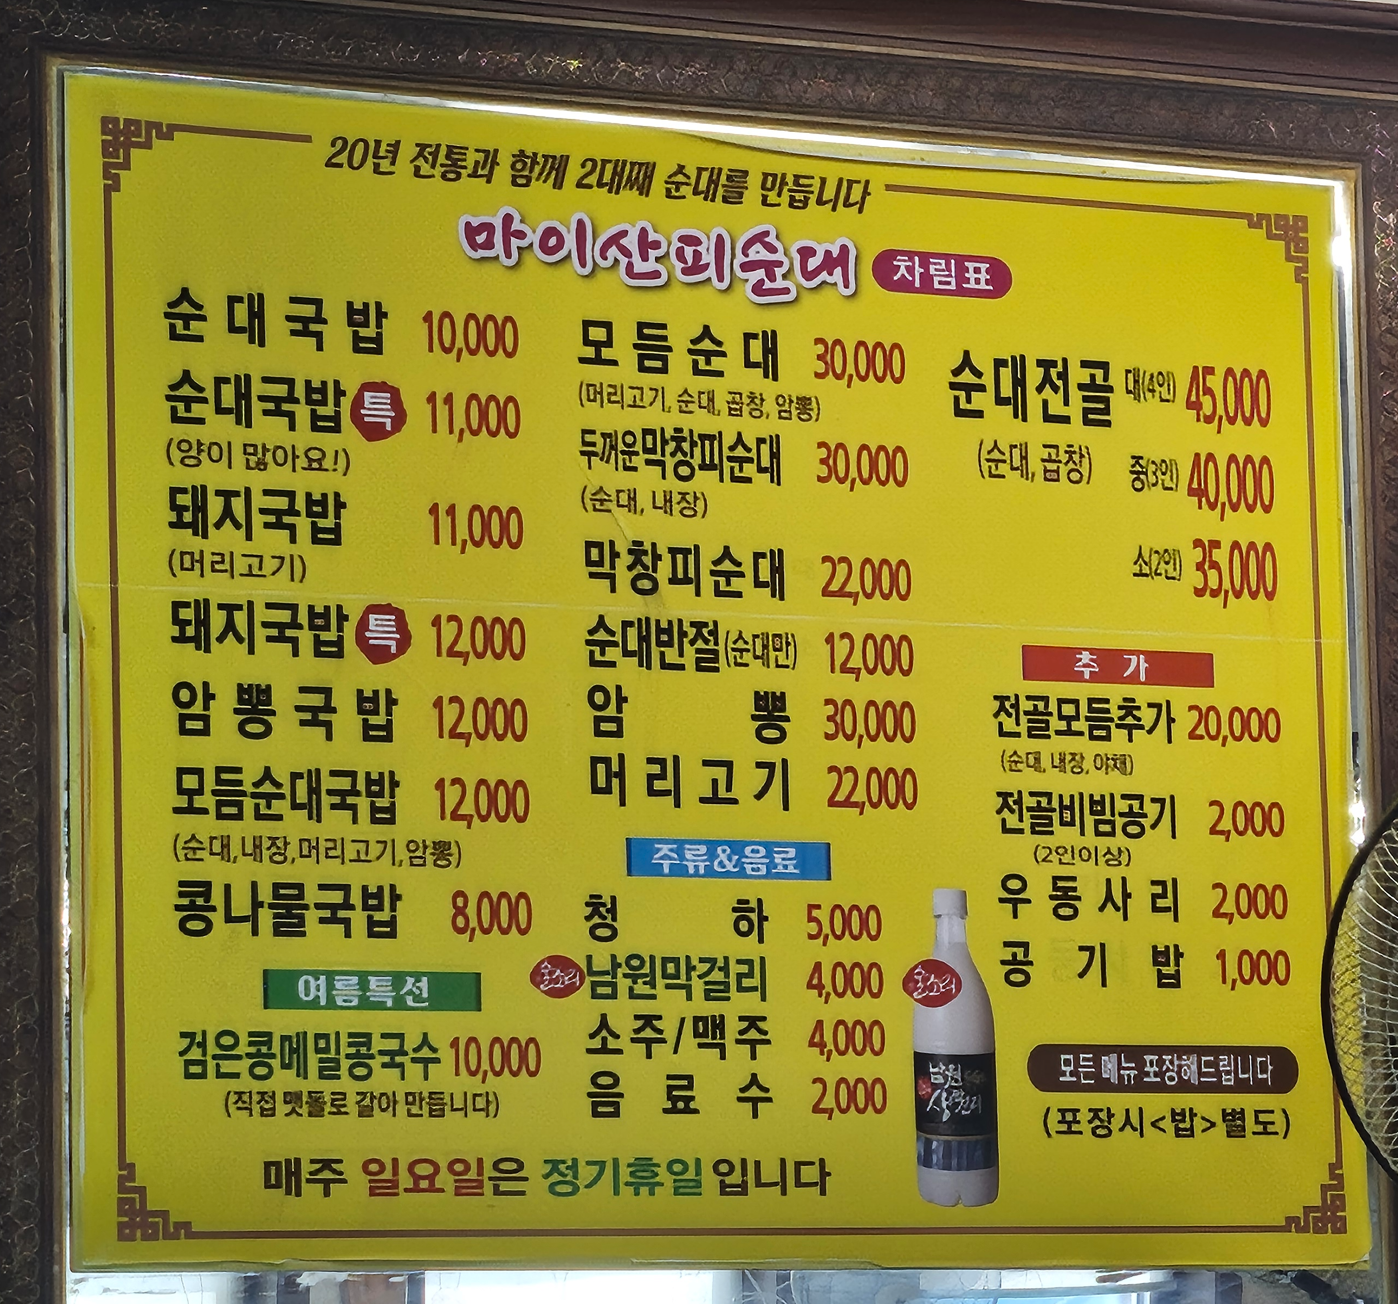 20년 전통과 함께 2대째 순대를 만듭니다
마이산피순대 차림표
순대국밥 10,000
순대국밥 특 11,000
(양이 많아요!)
돼지국밥 11,000
(머리고기)
돼지국밥 특 12,000
암뽕국밥 12,000
모듬순대국밥 12,000
(순대,내장,머리고기,암뽕)
콩나물국밥 8,000
여름특선
검은콩메밀콩국수 10,000
(직접 맷돌로 갈아 만듭니다)
모듬순대 30,000
(머리고기, 순대, 곱창, 암뽕)
두꺼운막창피순대 30,000
(순대, 내장)
막창피순대 22,000
순대반절(순대만) 12,000
암뽕 30,000
머리고기 22,000
주류&음료
청하 5,000
술소리 남원막걸리 4,000
소주/맥주 4,000
음료수 2,000
술소리
남원
순대전골 대(4인) 45,000
(순대, 곱창) 중(3인) 40,000
소(2인) 35,000
추가
전골모듬추가 20,000
(순대, 내장, 야채)
전골비빔공기 2,000
(2인이상)
우동사리 2,000
공기밥 1,000
모든 메뉴 포장해드립니다
(포장시<밥>별도)
매주 일요일은 정기휴일입니다